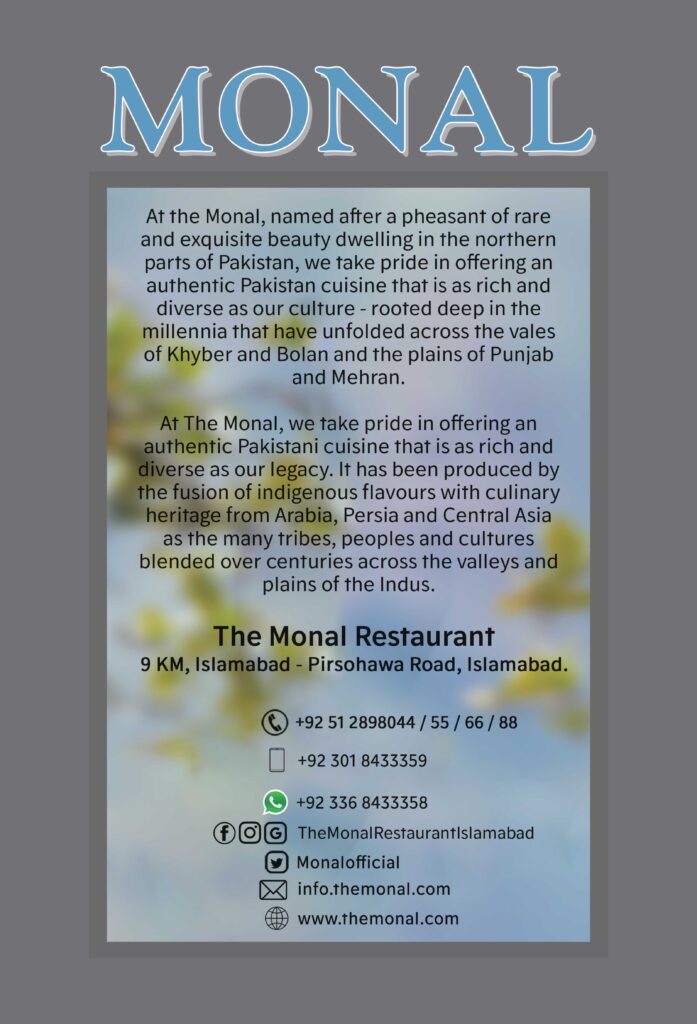 MONAL
At the Monal, named after a pheasant of rare
and exquisite beauty dwelling in the northern
parts of Pakistan, we take pride in offering an
authentic Pakistan cuisine that is as rich and
diverse as our culture - rooted deep in the
millennia that have unfolded across the vales
of Khyber and Bolan and the plains of Punjab
and Mehran.
At The Monal, we take pride in offering an
authentic Pakistani cuisine that is as rich and
diverse as our legacy. It has been produced by
the fusion of indigenous flavours with culinary
heritage from Arabia, Persia and Central Asia
as the many tribes, peoples and cultures
blended over centuries across the valleys and
plains of the Indus.
The Monal Restaurant
9 KM, Islamabad - Pirsohawa Road, Islamabad.
+92 51 2898044 / 55 / 66 / 88
+92 301 8433359
+92 336 8433358
TheMonalRestaurantIslamabad
Monalofficial
info.themonal.com
www.themonal.com